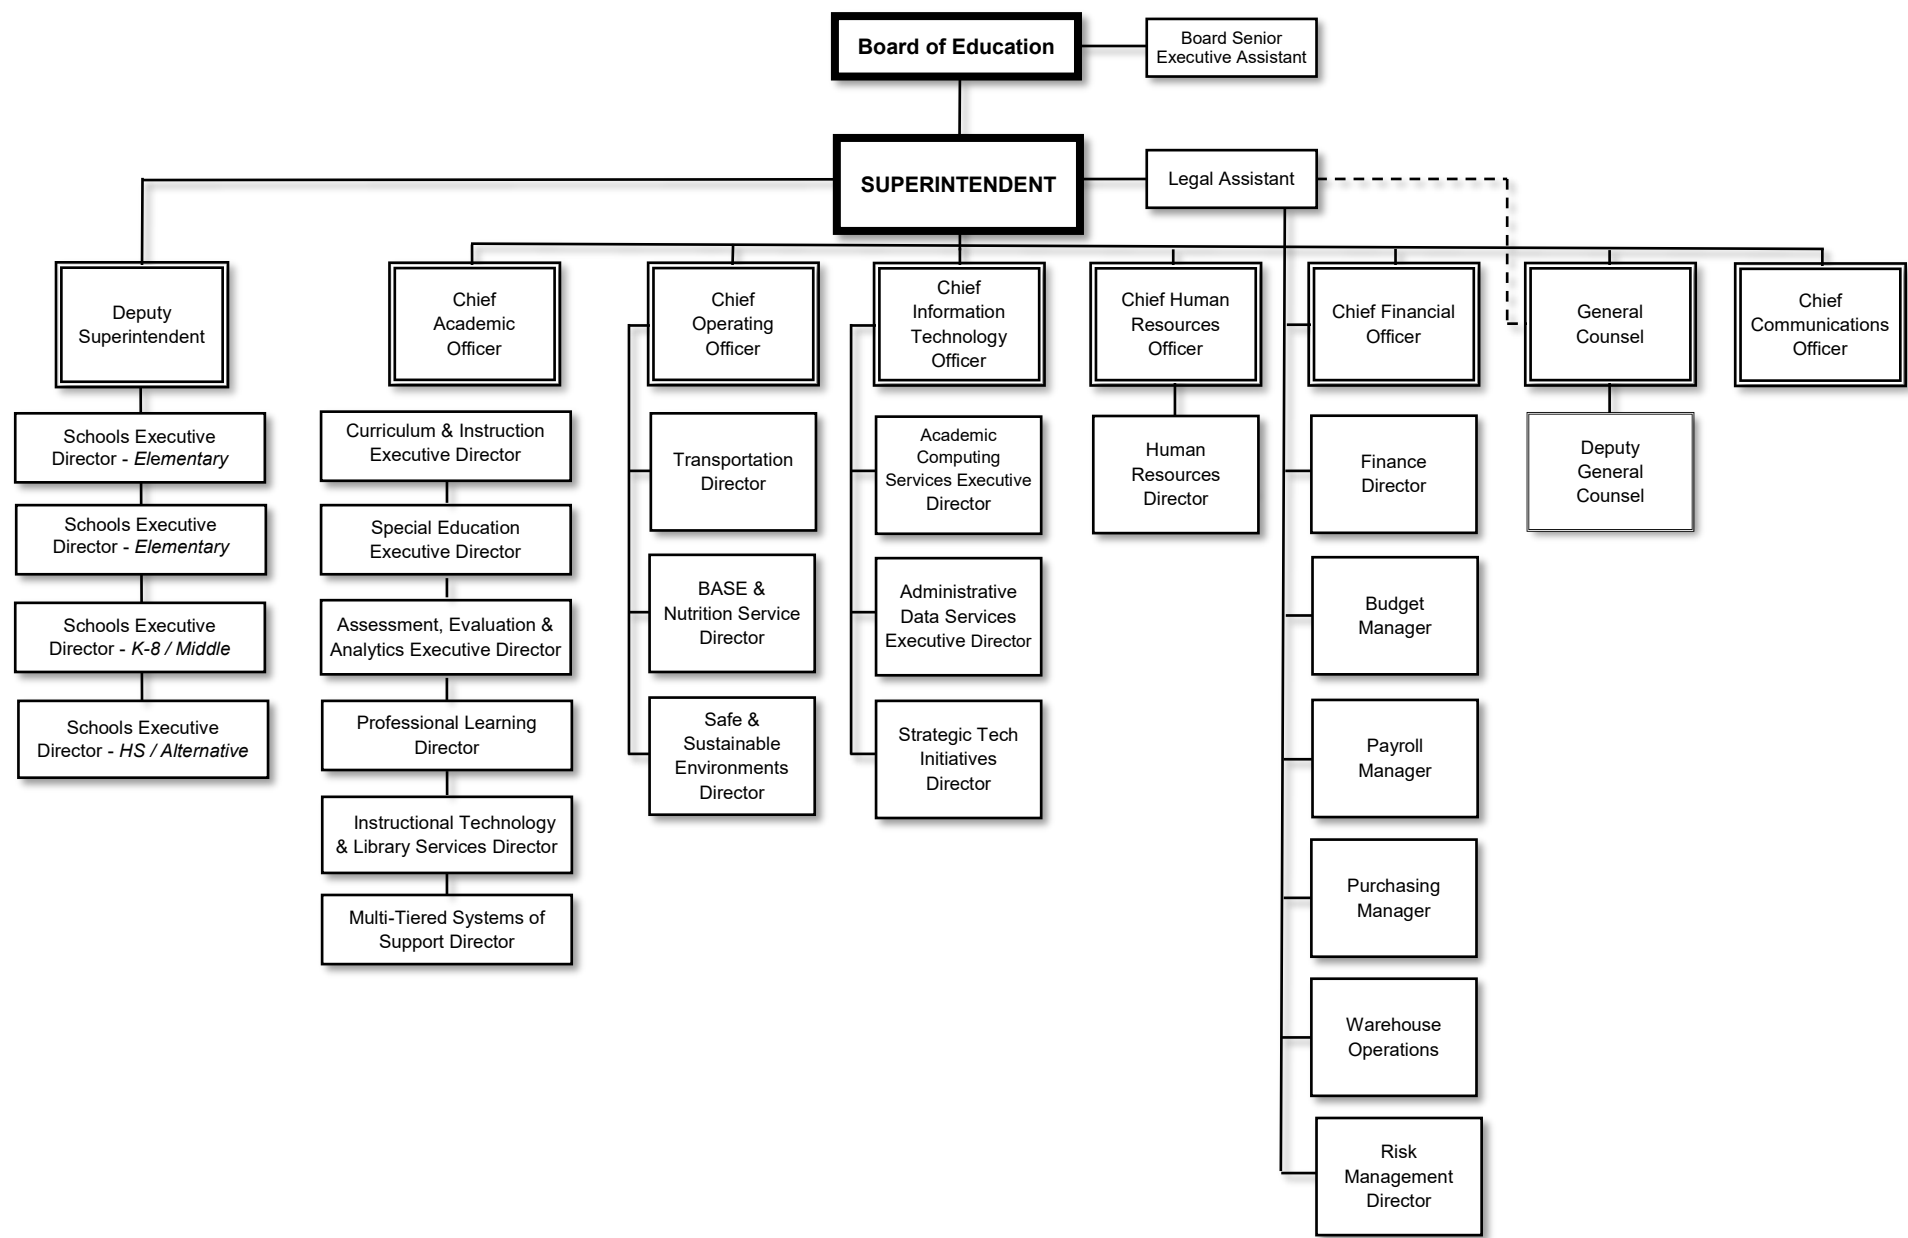 Board of Education
Board Senior
Executive Assistant
SUPERINTENDENT
Legal Assistant
Deputy
Superintendent
Chief
Academic
Officer
Chief
Operating
Officer
Chief
Information
Technology
Officer
Chief Human
Resources
Officer
Chief Financial
Officer
General
Counsel
Chief
Communications
Officer
Schools Executive
Director - Elementary
Schools Executive
Director - Elementary
Schools Executive
Director - K-8 / Middle
Schools Executive
Director - HS / Alternative
Curriculum & Instruction
Executive Director
Special Education
Executive Director
Assessment, Evaluation &
Analytics Executive Director
Professional Learning
Director
Instructional Technology
& Library Services Director
Multi-Tiered Systems of
Support Director
Transportation
Director
BASE &
Nutrition Service
Director
Safe &
Sustainable
Environments
Director
Academic
Computing
Services Executive
Director
Administrative
Data Services
Executive Director
Strategic Tech
Initiatives
Director
Human
Resources
Director
Finance
Director
Budget
Manager
Payroll
Manager
Purchasing
Manager
Warehouse
Operations
Risk
Management
Director
Deputy
General
Counsel